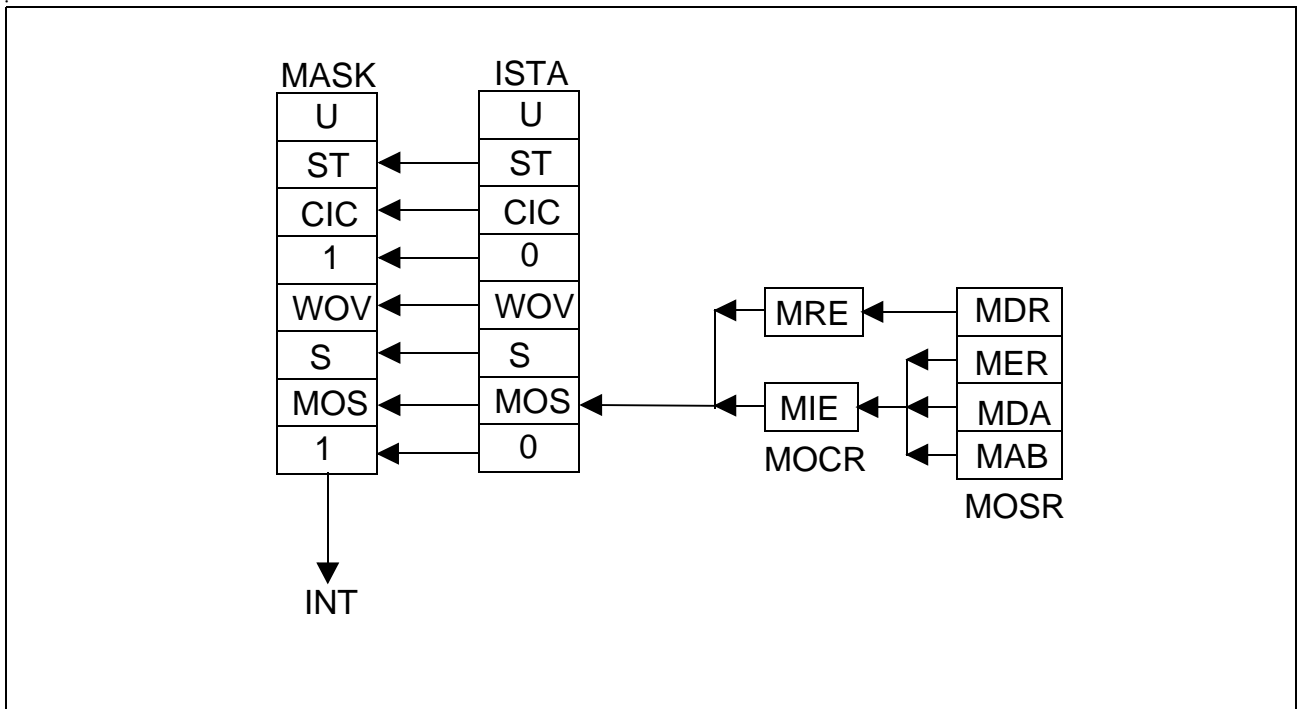 MASK
U
ST
CIC
1
WOV
S
MOS
1
INT
ISTA
U
ST
CIC
0
WOV
S
MOS
0
MRE
MIE
MOCR
MDR
MER
MDA
MAB
MOSR